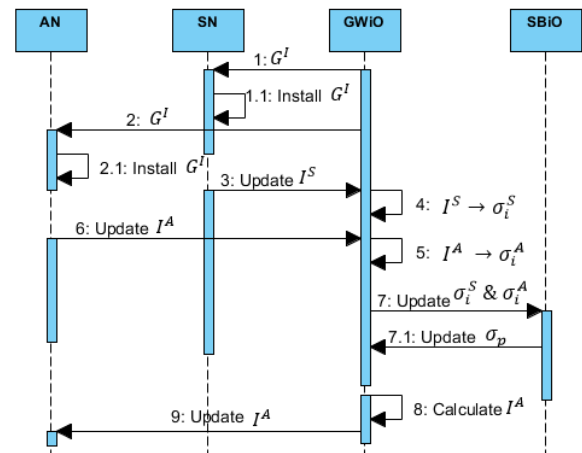 AN SN GWiO SBiO
1: G^I
1.1: Install G^I
2: G^I
2.1: Install G^I
3: Update I^S
4: I^S → σ_i^S
6: Update I^A
5: I^A → σ_i^A
7: Update σ_i^S & σ_i^A
7.1: Update σ_p
8: Calculate I^A
9: Update I^A